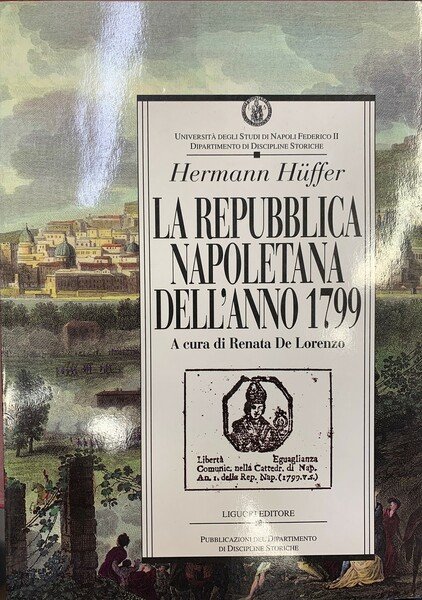 UNIVERSITÀ DEGLI STUDI DI NAPOLI FEDERICO II
DIPARTIMENTO DI DISCIPLINE STORICHE
Hermann Hüffer
LA REPUBBLICA
NAPOLETANA
DELL'ANNO 1799
A cura di Renata De Lorenzo
Libertà Eguaglianza
Comunic. nella Cattedr. di Nap.
An. 1. della Rep. Nap. (1799.v.s.)
LIGUORI EDITORE
PUBBLICAZIONI DEL DIPARTIMENTO
DI DISCIPLINE STORICHE